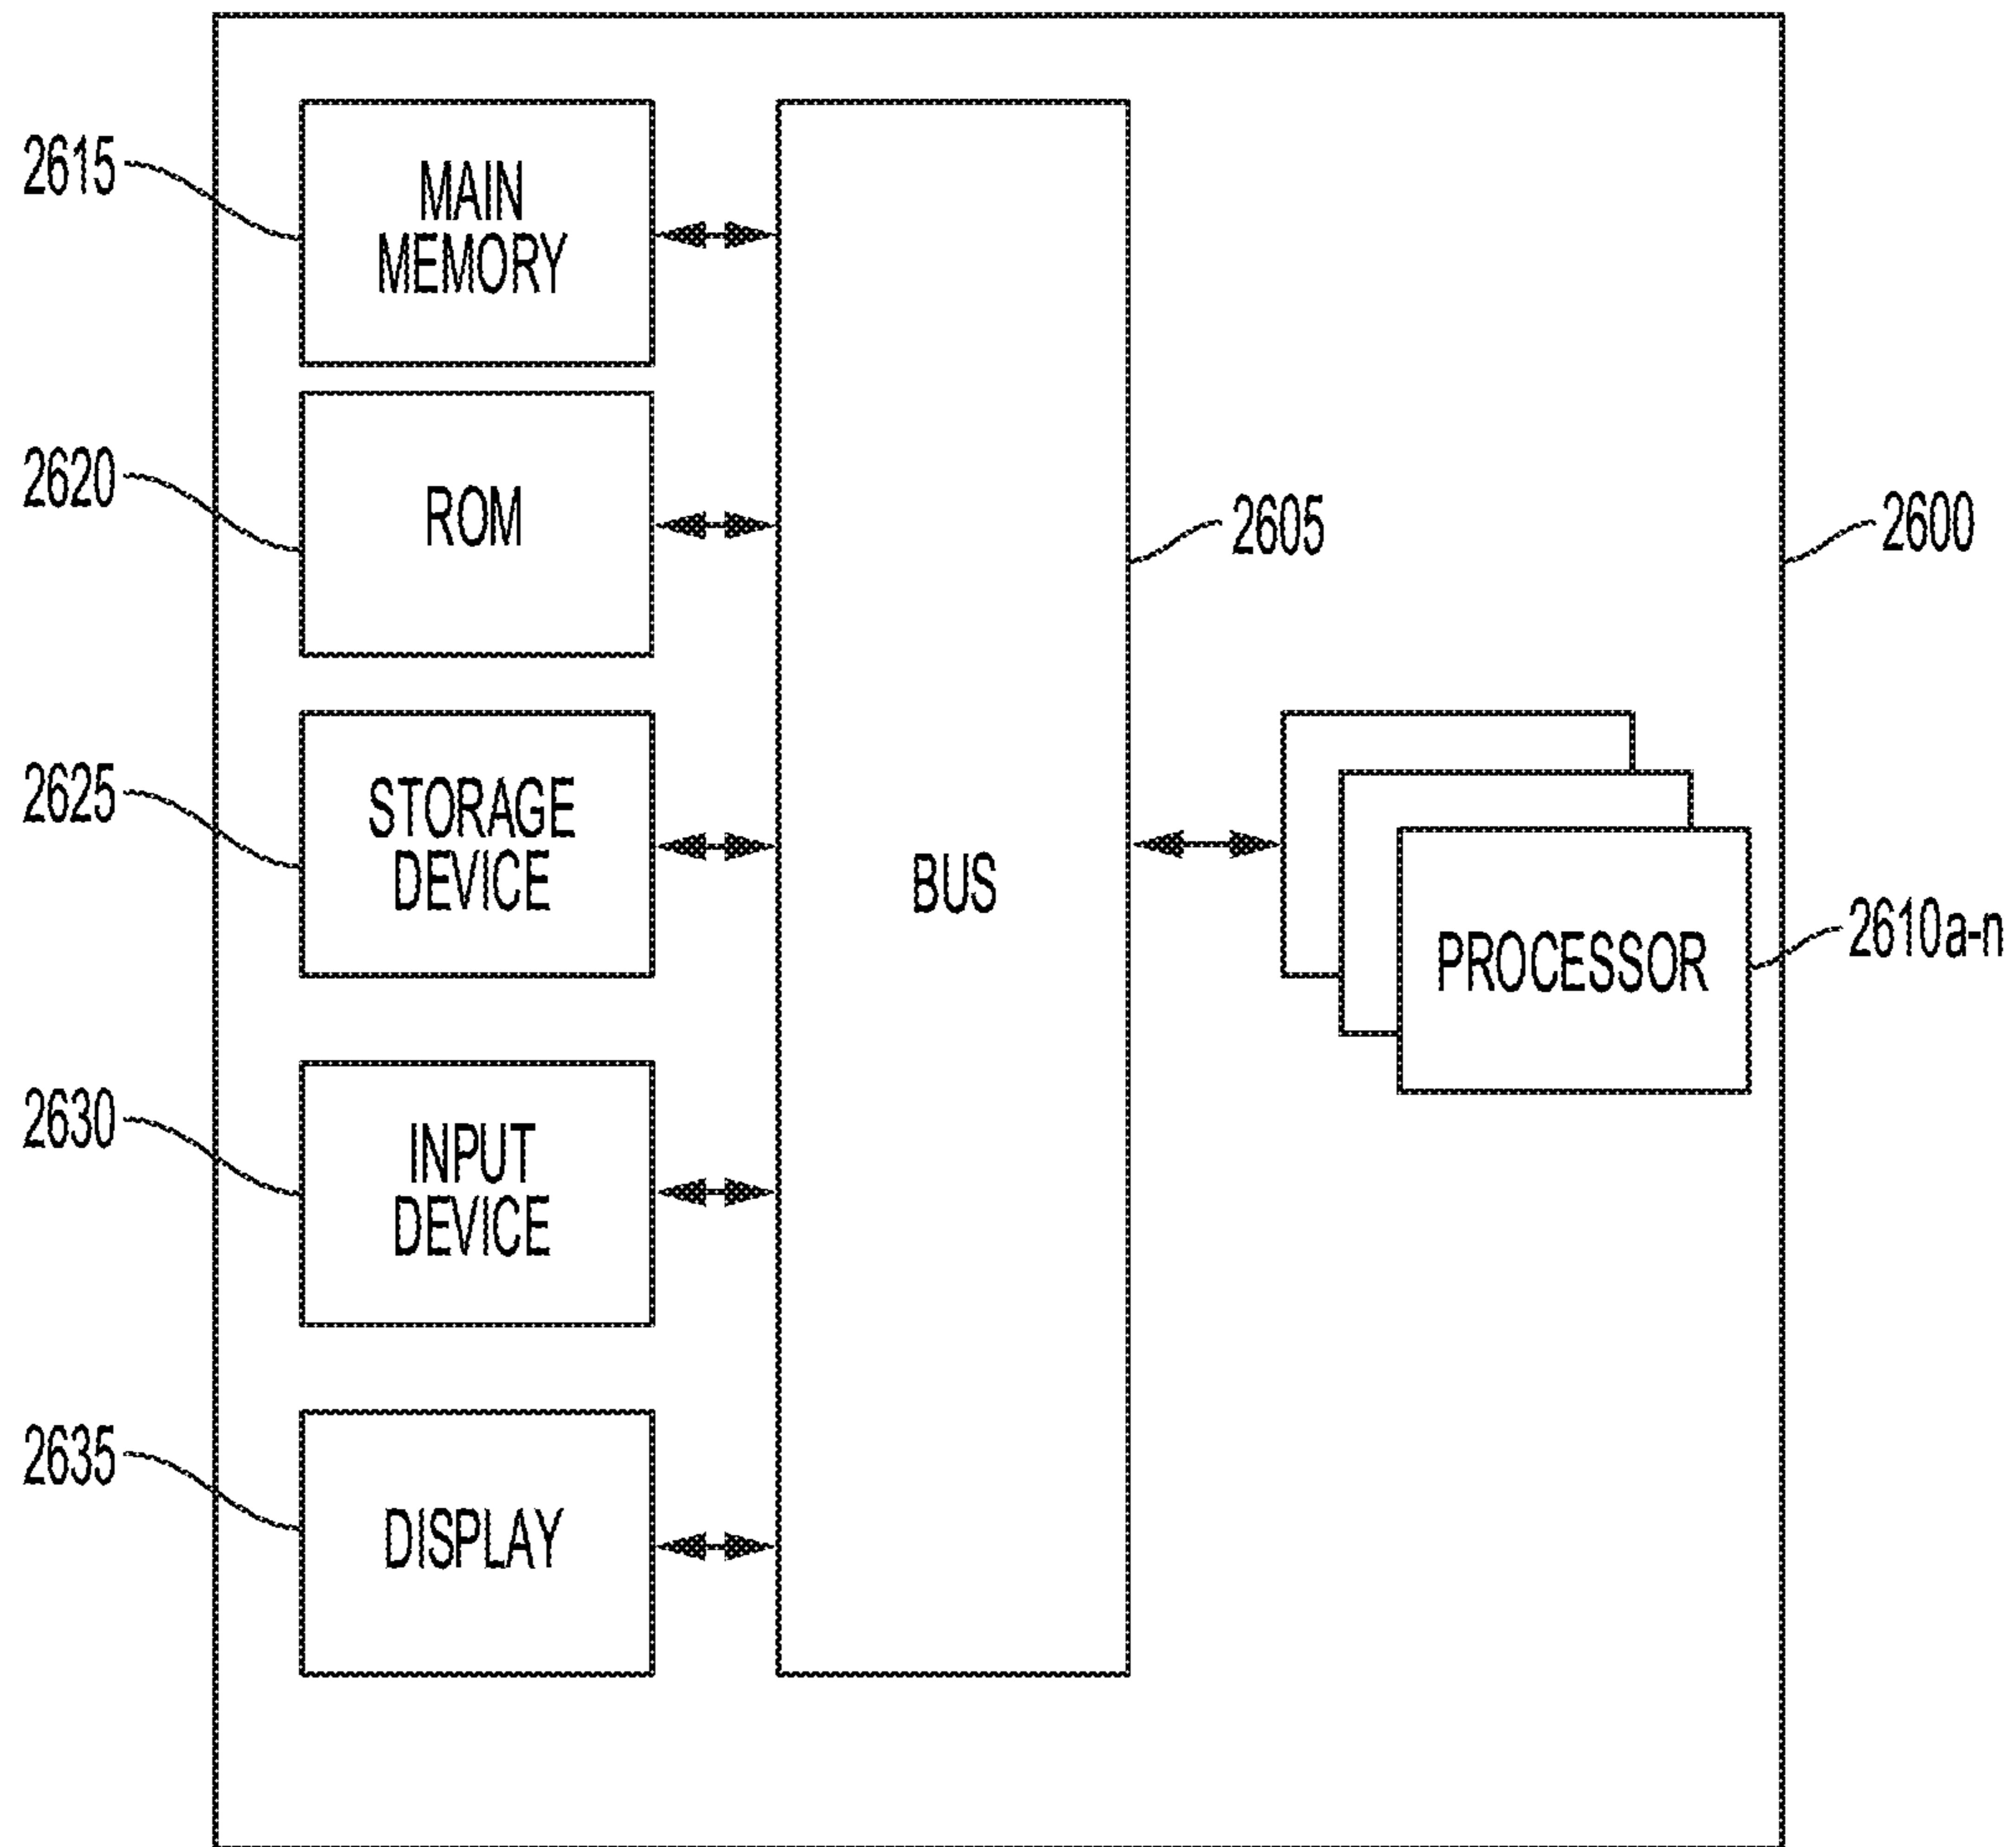 2615
MAIN
MEMORY
2620
ROM
2605
2600
2625
STORAGE
DEVICE
BUS
PROCESSOR
2610a-n
2630
INPUT
DEVICE
2635
DISPLAY